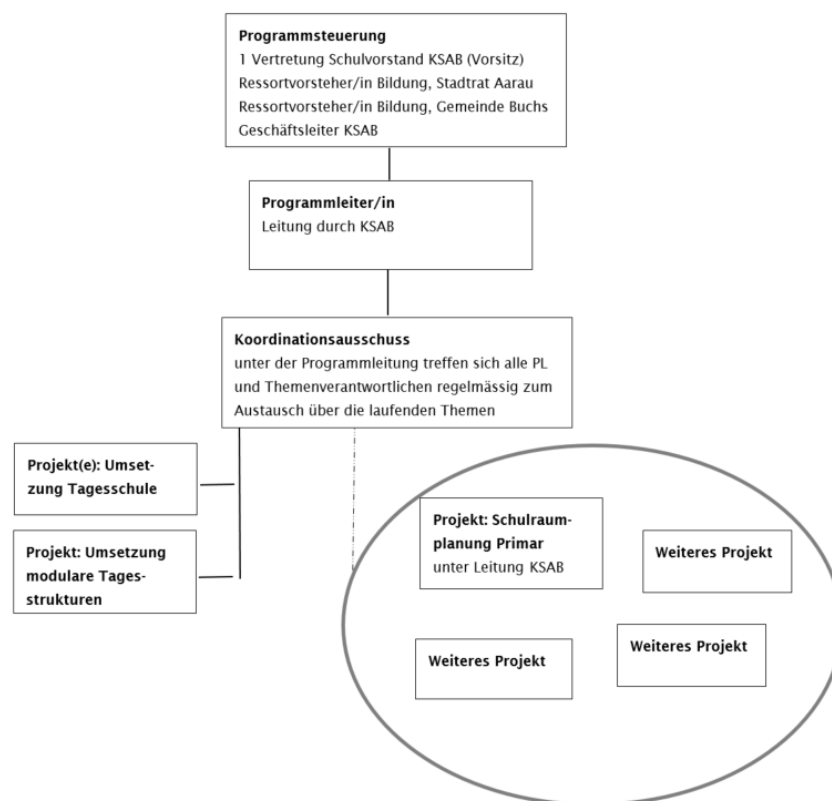 Programmsteuerung
1 Vertretung Schulvorstand KSAB (Vorsitz)
Ressortvorsteher/in Bildung, Stadtrat Aarau
Ressortvorsteher/in Bildung, Gemeinde Buchs
Geschäftsleiter KSAB
Programmleiter/in
Leitung durch KSAB
Koordinationsausschuss
unter der Programmleitung treffen sich alle PL
und Themenverantwortlichen regelmässig zum
Austausch über die laufenden Themen
Projekt(e): Umset-
zung Tagesschule
Projekt: Umsetzung
modulare Tages-
strukturen
Projekt: Schulraum-
planung Primar
unter Leitung KSAB
Weiteres Projekt
Weiteres Projekt
Weiteres Projekt